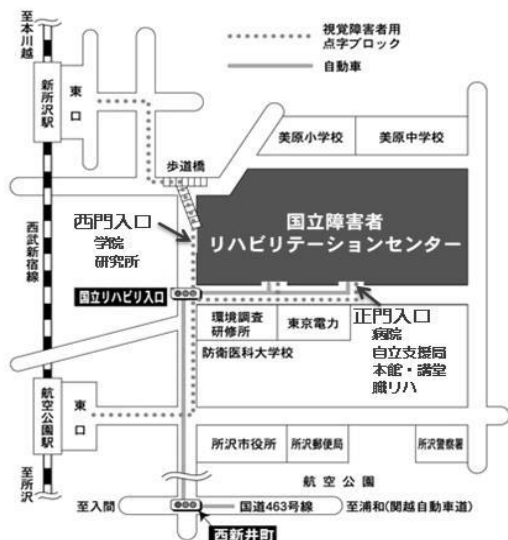 至本川越
視覚障害者用
点字ブロック
自動車
新所沢駅
東口
美原小学校
美原中学校
歩道橋
西武新宿線
西門入口
学院
研究所
国立障害者
リハビリテーションセンター
国立リハビリ入口
環境調査
研修所
東京電力
正門入口
病院
自立支援局
本館・講堂
職リハ
防衛医科大学校
航空公園駅
東口
所沢市役所
所沢郵便局
所沢警察署
至所沢
航空公園
至入間
国道463号線
至浦和(関越自動車道)
西新井町